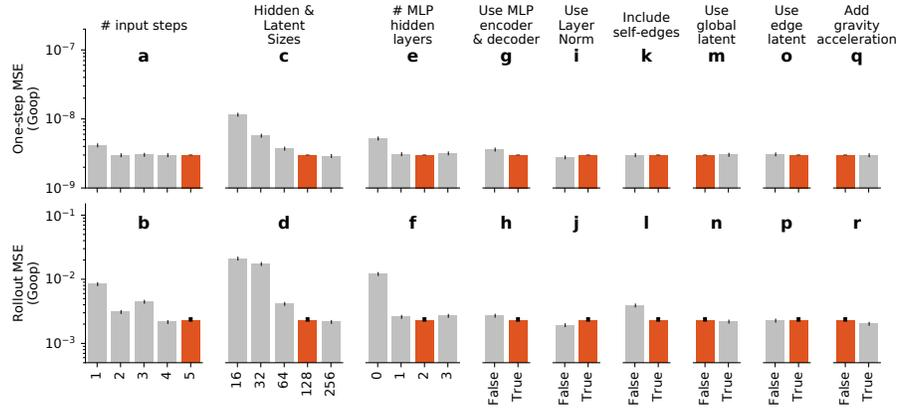 # input steps
Hidden &
Latent
Sizes
# MLP
hidden
layers
Use MLP
encoder
& decoder
Use
Layer
Norm
Include
self-edges
Use
global
latent
Use
edge
latent
Add
gravity
acceleration
a
c
e
g
i
k
m
o
q
One-step MSE
(Goop)
10⁻⁷
10⁻⁸
10⁻⁹
b
d
f
h
j
l
n
p
r
Rollout MSE
(Goop)
10⁻¹
10⁻²
10⁻³
1 2 3 4 5
16 32 64 128 256
0 1 2 3
False True
False True
False True
False True
False True
False True